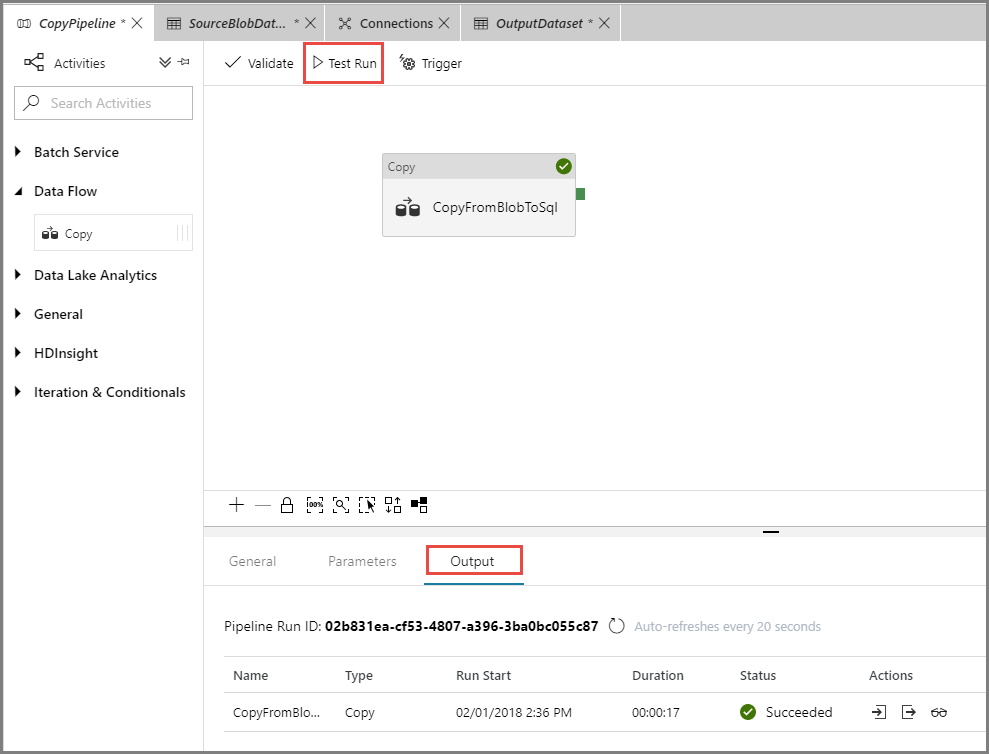 CopyPipeline * SourceBlobDat... * Connections OutputDataset *
Activities
Validate Test Run Trigger
Search Activities
Batch Service
Data Flow
Copy
Data Lake Analytics
General
HDInsight
Iteration & Conditionals
Copy
CopyFromBlobToSql
100%
General Parameters Output
Pipeline Run ID: 02b831ea-cf53-4807-a396-3ba0bc055c87 Auto-refreshes every 20 seconds
Name Type Run Start Duration Status Actions
CopyFromBlo... Copy 02/01/2018 2:36 PM 00:00:17 Succeeded